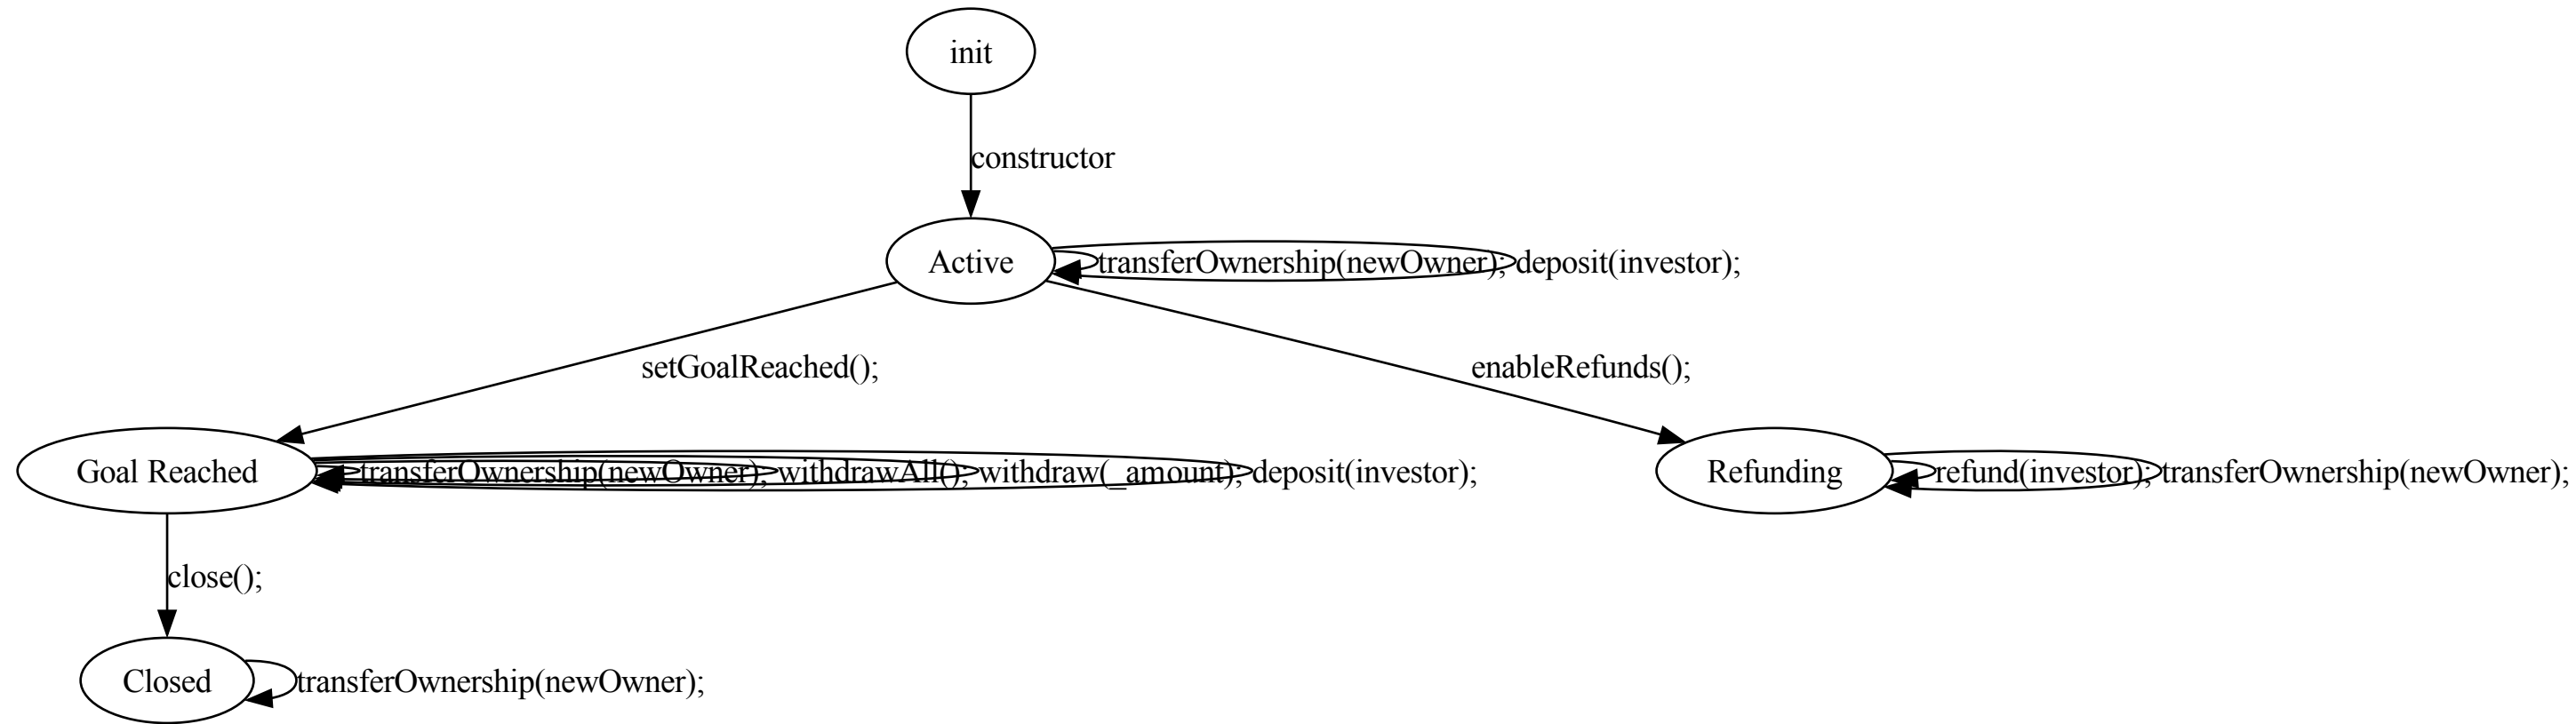 init
constructor
Active
transferOwnership(newOwner);
deposit(investor);
setGoalReached();
enableRefunds();
Goal Reached
transferOwnership(newOwner);
withdrawAll();
withdraw(_amount);
deposit(investor);
Refunding
refund(investor);
transferOwnership(newOwner);
close();
Closed
transferOwnership(newOwner);